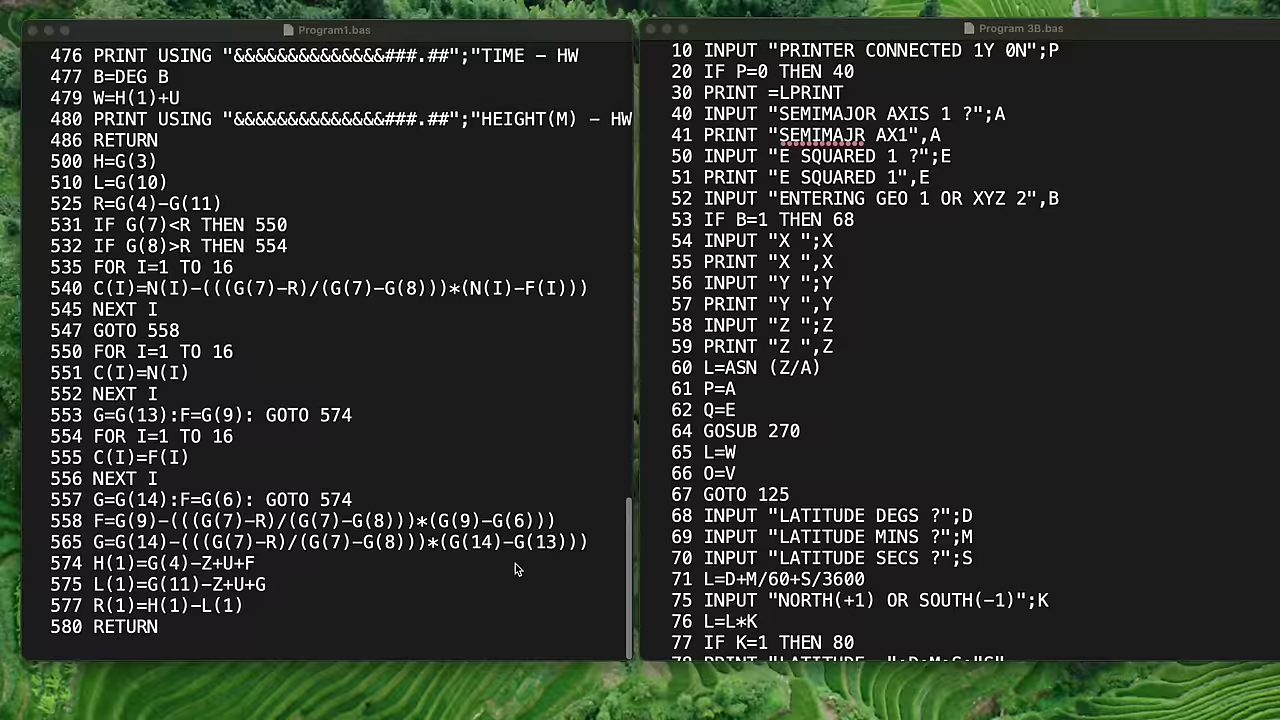 Program1.bas
476 PRINT USING "&&&&&&&&&&&&&&###.##";"TIME – HW
477 B=DEG B
479 W=H(1)+U
480 PRINT USING "&&&&&&&&&&&&&&###.##";"HEIGHT(M) – HW
486 RETURN
500 H=G(3)
510 L=G(10)
525 R=G(4)-G(11)
531 IF G(7)<R THEN 550
532 IF G(8)>R THEN 554
535 FOR I=1 TO 16
540 C(I)=N(I)-(((G(7)-R)/(G(7)-G(8)))*(N(I)-F(I)))
545 NEXT I
547 GOTO 558
550 FOR I=1 TO 16
551 C(I)=N(I)
552 NEXT I
553 G=G(13):F=G(9): GOTO 574
554 FOR I=1 TO 16
555 C(I)=F(I)
556 NEXT I
557 G=G(14):F=G(6): GOTO 574
558 F=G(9)-(((G(7)-R)/(G(7)-G(8)))*(G(9)-G(6)))
565 G=G(14)-(((G(7)-R)/(G(7)-G(8)))*(G(14)-G(13)))
574 H(1)=G(4)-Z+U+F
575 L(1)=G(11)-Z+U+G
577 R(1)=H(1)-L(1)
580 RETURN
Program 3B.bas
10 INPUT "PRINTER CONNECTED 1Y 0N";P
20 IF P=0 THEN 40
30 PRINT =LPRINT
40 INPUT "SEMIMAJOR AXIS 1 ?";A
41 PRINT "SEMIMAJR AX1",A
50 INPUT "E SQUARED 1 ?";E
51 PRINT "E SQUARED 1",E
52 INPUT "ENTERING GEO 1 OR XYZ 2",B
53 IF B=1 THEN 68
54 INPUT "X ";X
55 PRINT "X ",X
56 INPUT "Y ";Y
57 PRINT "Y ",Y
58 INPUT "Z ";Z
59 PRINT "Z ",Z
60 L=ASN (Z/A)
61 P=A
62 Q=E
64 GOSUB 270
65 L=W
66 O=V
67 GOTO 125
68 INPUT "LATITUDE DEGS ?";D
69 INPUT "LATITUDE MINS ?";M
70 INPUT "LATITUDE SECS ?";S
71 L=D+M/60+S/3600
75 INPUT "NORTH(+1) OR SOUTH(-1)";K
76 L=L*K
77 IF K=1 THEN 80
78 PRINT "LATITUDE